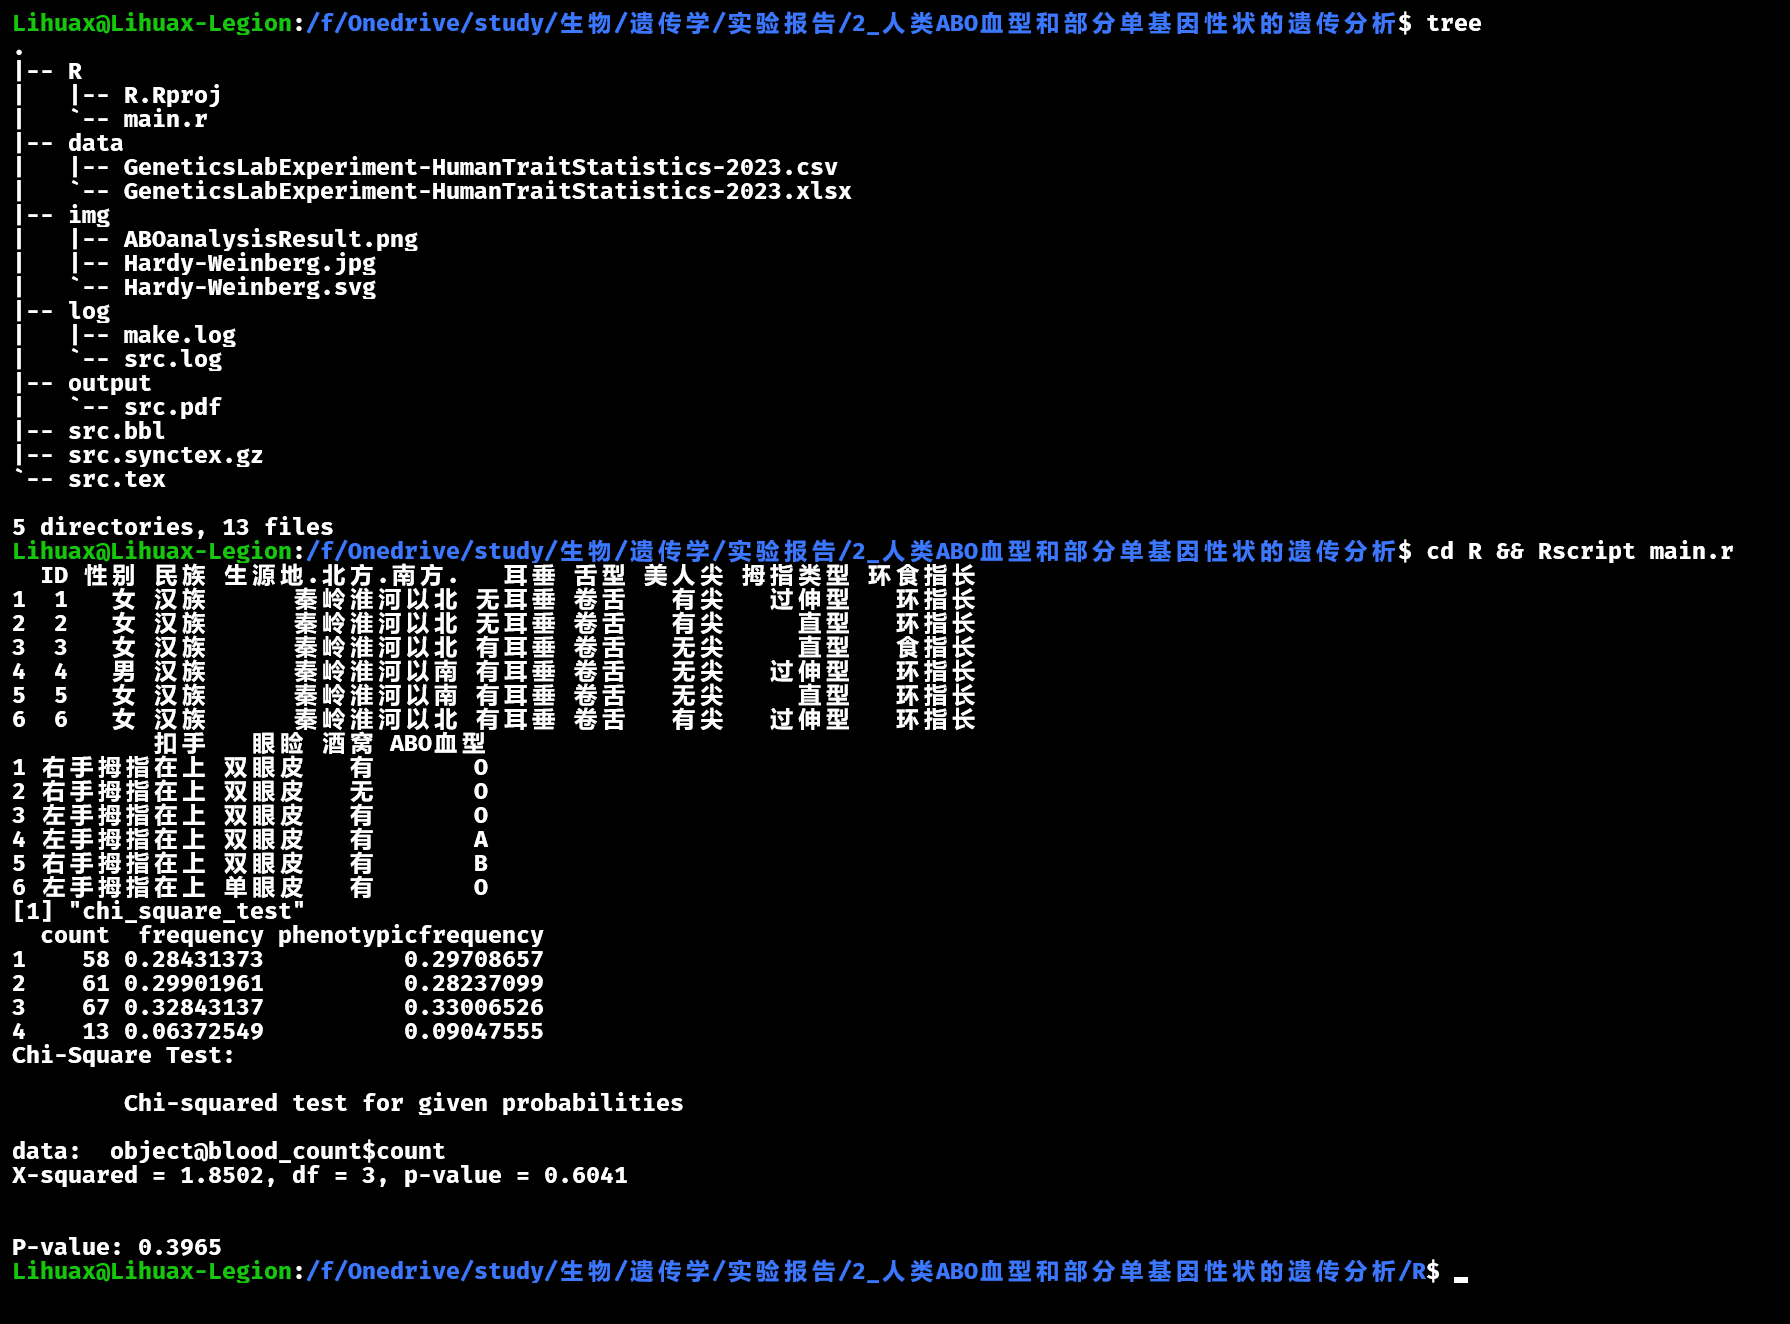 Lihuax@Lihuax-Legion:/f/Onedrive/study/生物/遗传学/实验报告/2_人类ABO血型和部分单基因性状的遗传分析$ tree
.
|-- R
|   |-- R.Rproj
|   `-- main.r
|-- data
|   |-- GeneticsLabExperiment-HumanTraitStatistics-2023.csv
|   `-- GeneticsLabExperiment-HumanTraitStatistics-2023.xlsx
|-- img
|   |-- ABOanalysisResult.png
|   |-- Hardy-Weinberg.jpg
|   `-- Hardy-Weinberg.svg
|-- log
|   |-- make.log
|   `-- src.log
|-- output
|   `-- src.pdf
|-- src.bbl
|-- src.synctex.gz
`-- src.tex
5 directories, 13 files
Lihuax@Lihuax-Legion:/f/Onedrive/study/生物/遗传学/实验报告/2_人类ABO血型和部分单基因性状的遗传分析$ cd R && Rscript main.r
  ID 性别 民族 生源地.北方.南方.   耳垂 舌型 美人尖 拇指类型 环食指长
1  1   女 汉族       秦岭淮河以北 无耳垂 卷舌   有尖   过伸型   环指长
2  2   女 汉族       秦岭淮河以北 无耳垂 卷舌   有尖     直型   环指长
3  3   女 汉族       秦岭淮河以北 有耳垂 卷舌   无尖     直型   食指长
4  4   男 汉族       秦岭淮河以南 有耳垂 卷舌   无尖   过伸型   环指长
5  5   女 汉族       秦岭淮河以南 有耳垂 卷舌   无尖     直型   环指长
6  6   女 汉族       秦岭淮河以北 有耳垂 卷舌   有尖   过伸型   环指长
          扣手   眼睑 酒窝 ABO血型
1 右手拇指在上 双眼皮   有       O
2 右手拇指在上 双眼皮   无       O
3 左手拇指在上 双眼皮   有       O
4 左手拇指在上 双眼皮   有       A
5 右手拇指在上 双眼皮   有       B
6 左手拇指在上 单眼皮   有       O
[1] "chi_square_test"
  count  frequency phenotypicfrequency
1    58 0.28431373          0.29708657
2    61 0.29901961          0.28237099
3    67 0.32843137          0.33006526
4    13 0.06372549          0.09047555
Chi-Square Test:
        Chi-squared test for given probabilities
data:  object@blood_count$count
X-squared = 1.8502, df = 3, p-value = 0.6041
P-value: 0.3965
Lihuax@Lihuax-Legion:/f/Onedrive/study/生物/遗传学/实验报告/2_人类ABO血型和部分单基因性状的遗传分析/R$